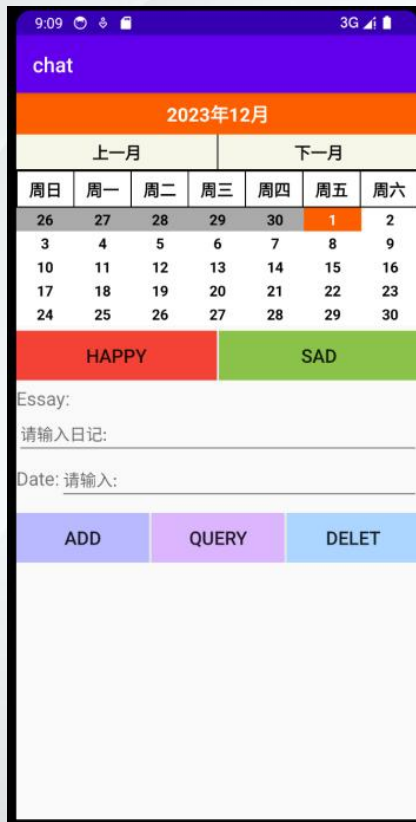 9:09 3G
chat
2023年12月
上一月 下一月
周日 周一 周二 周三 周四 周五 周六
26 27 28 29 30 1 2
3 4 5 6 7 8 9
10 11 12 13 14 15 16
17 18 19 20 21 22 23
24 25 26 27 28 29 30
HAPPY SAD
Essay:
请输入日记:
Date: 请输入:
ADD QUERY DELET